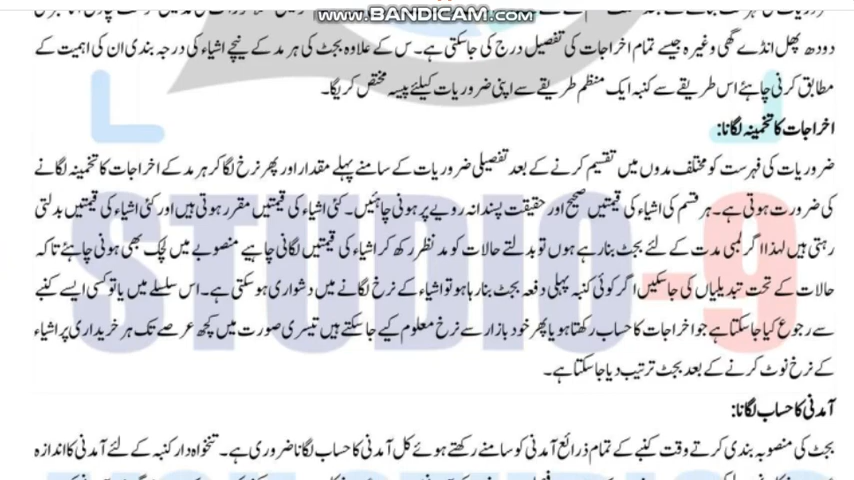 www.BANDICAM.com
دودھ پھل انڈے گھی وغیرہ جیسے تمام اخراجات کی تفصیل درج کی جاسکتی ہے۔ س کے علاوہ بجٹ کی ہر مد کے نیچے اشیاء کی درجہ بندی ان کی اہمیت کے
مطابق کرنی چاہئے اس طریقے سے کنبہ ایک منظم طریقے سے اپنی ضروریات کیلئے پیسہ مختص کریگا۔
اخراجات کا تخمینہ لگانا:
ضروریات کی فہرست کو مختلف مدوں میں تقسیم کرنے کے بعد تفصیلی ضروریات کے سامنے پہلے مقدار اور پھر نرخ لگا کر ہر مد کے اخراجات کا تخمینہ لگانے
کی ضرورت ہوتی ہے۔ ہر قسم کی اشیاء کی قیمتیں صحیح اور حقیقت پسندانہ رویے پر ہونی چاہئیں۔ کئی اشیاء کی قیمتیں مقرر ہوتی ہیں اور کئی اشیاء کی قیمتیں بدلتی
رہتی ہیں لہٰذا اگر لمبی مدت کے لئے بجٹ بنا رہے ہوں تو بدلتے حالات کو مد نظر رکھ کر اشیاء کی قیمتیں لگانی چاہیے منصوبے میں لچک بھی ہونی چاہئے تاکہ
حالات کے تحت تبدیلیاں کی جاسکیں اگر کوئی کنبہ پہلی دفعہ بجٹ بنا رہا ہو تو اشیاء کے نرخ لگانے میں دشواری ہوسکتی ہے۔ اس سلسلے میں یا تو کسی ایسے کنبے
سے رجوع کیا جاسکتا ہے جو اخراجات کا حساب رکھتا ہو یا پھر خود بازار سے نرخ معلوم کیے جاسکتے ہیں تیسری صورت میں کچھ عرصے تک ہر خریداری پر اشیاء
کے نرخ نوٹ کرنے کے بعد بجٹ ترتیب دیا جاسکتا ہے۔
آمدنی کا حساب لگانا:
بجٹ کی منصوبہ بندی کرتے وقت کنبے کے تمام ذرائع آمدنی کو سامنے رکھتے ہوئے کل آمدنی کا حساب لگانا ضروری ہے۔ تنخواہ دار کنبہ کے لئے آمدنی کا اندازہ
STUDIO-9